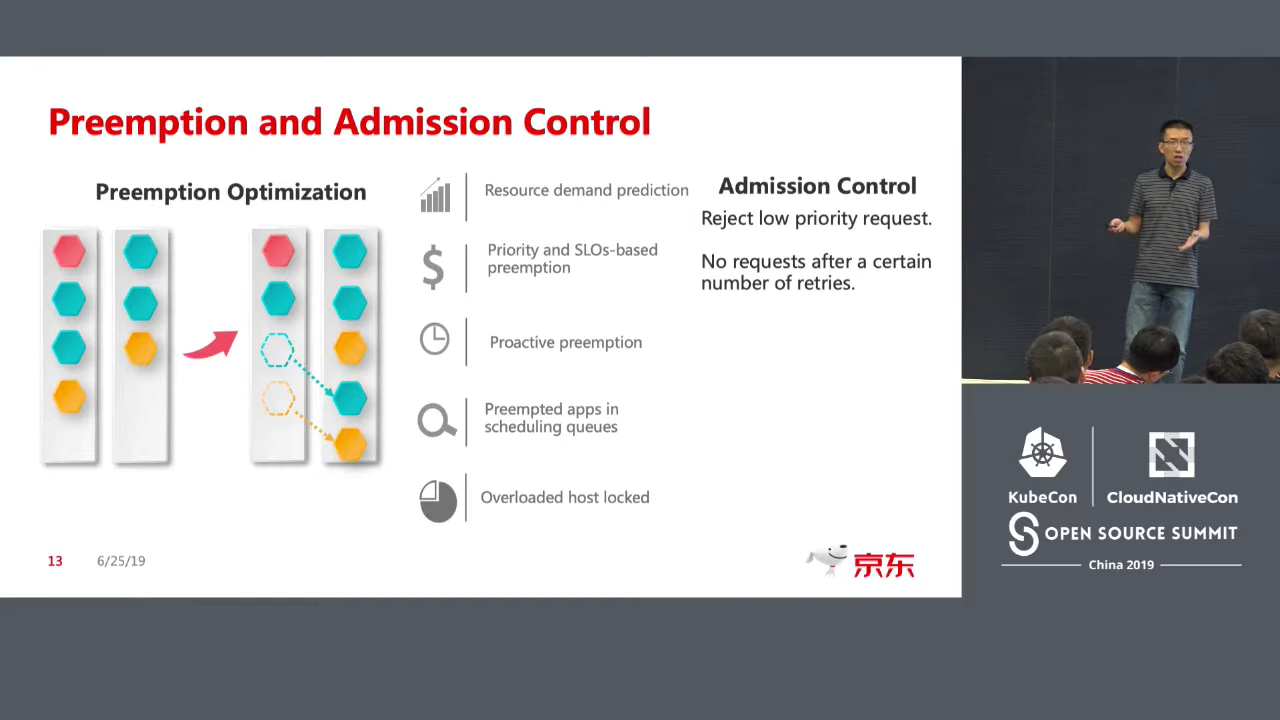 Preemption and Admission Control
Preemption Optimization
Resource demand prediction
Priority and SLOs-based
preemption
Proactive preemption
Preempted apps in
scheduling queues
Overloaded host locked
Admission Control
Reject low priority request.
No requests after a certain
number of retries.
13
6/25/19
京东
KubeCon
CloudNativeCon
OPEN SOURCE SUMMIT
China 2019